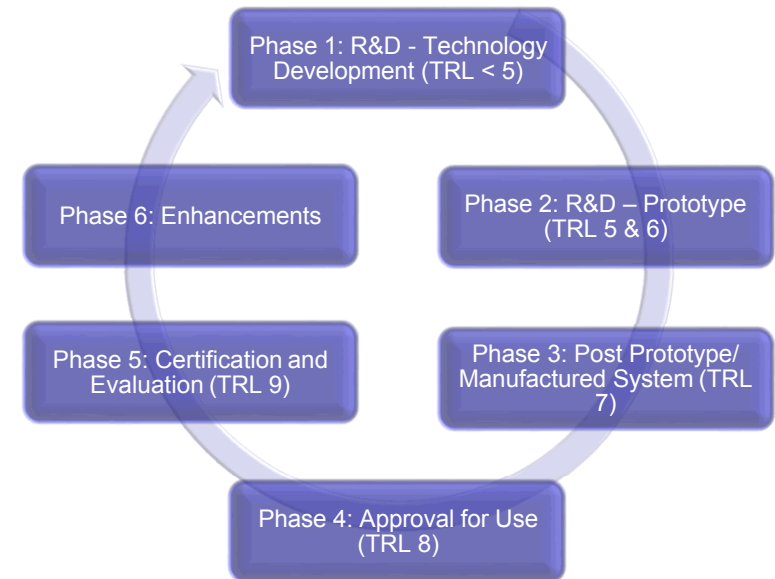 Phase 1: R&D - Technology
Development (TRL < 5)
Phase 2: R&D – Prototype
(TRL 5 & 6)
Phase 3: Post Prototype/
Manufactured System (TRL
7)
Phase 4: Approval for Use
(TRL 8)
Phase 5: Certification and
Evaluation (TRL 9)
Phase 6: Enhancements